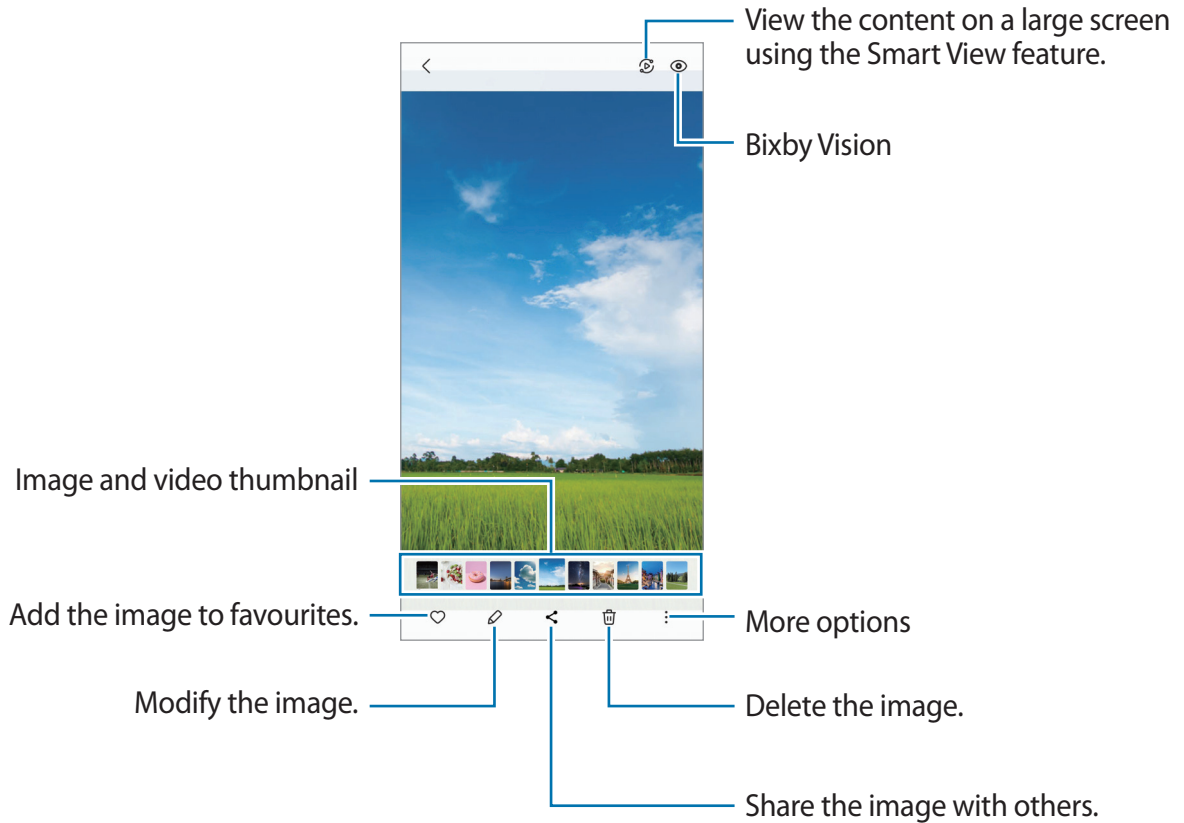 View the content on a large screen
using the Smart View feature.
Bixby Vision
Image and video thumbnail
Add the image to favourites.
More options
Modify the image.
Delete the image.
Share the image with others.